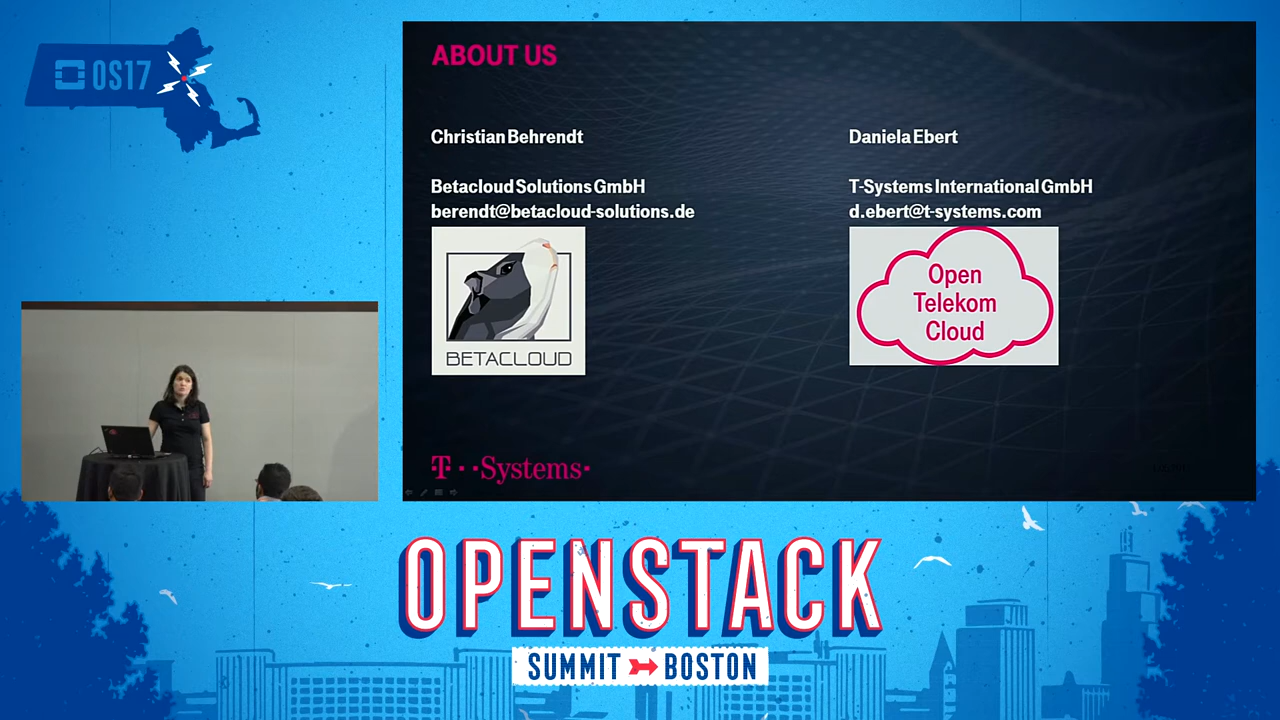 OS17
ABOUT US
Christian Behrendt
Betacloud Solutions GmbH
berendt@betacloud-solutions.de
BETACLOUD
Daniela Ebert
T-Systems International GmbH
d.ebert@t-systems.com
Open
Telekom
Cloud
T··Systems·
OPENSTACK
SUMMIT BOSTON